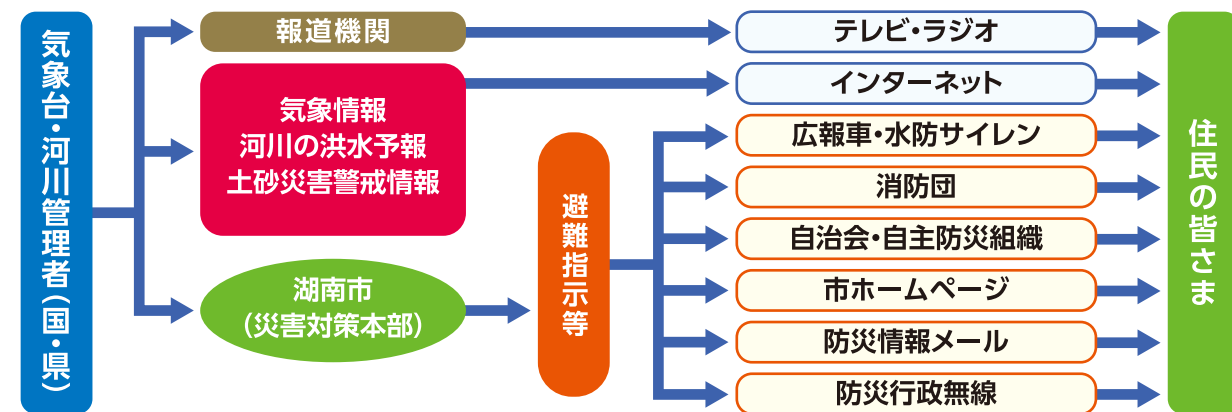 気象台・河川管理者(国・県)
報道機関
気象情報
河川の洪水予報
土砂災害警戒情報
湖南市
(災害対策本部)
避難指示等
テレビ・ラジオ
インターネット
広報車・水防サイレン
消防団
自治会・自主防災組織
市ホームページ
防災情報メール
防災行政無線
住民の皆さま